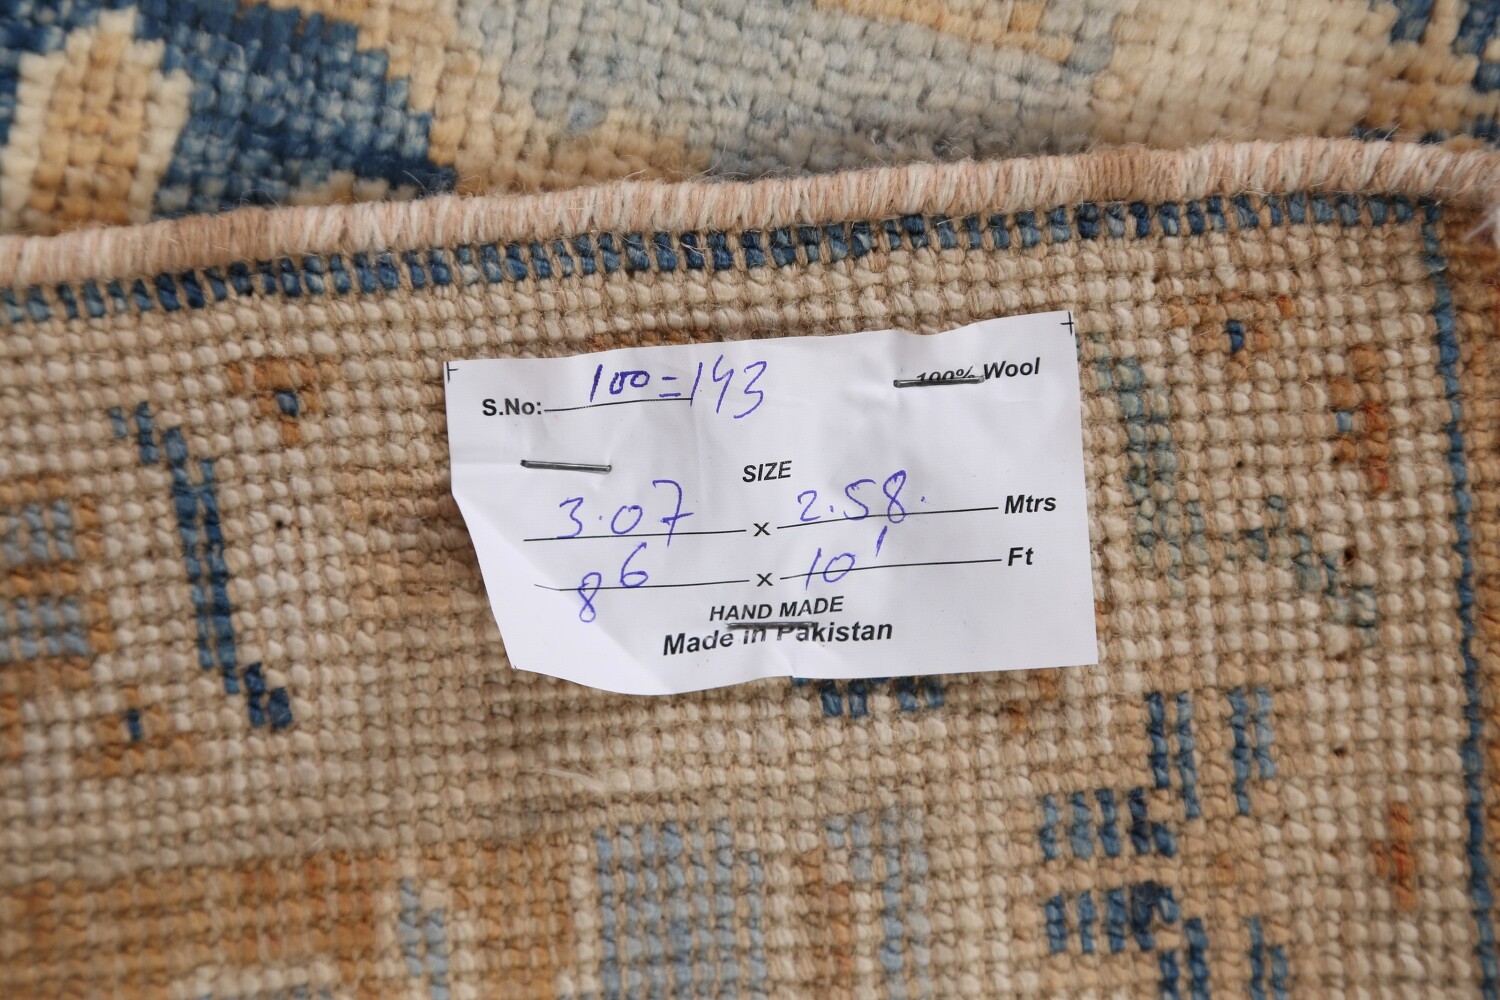 S.No: 100=143 100% Wool
SIZE
3.07 x 2.58. Mtrs
8 6 x 10' Ft
HAND MADE
Made in Pakistan